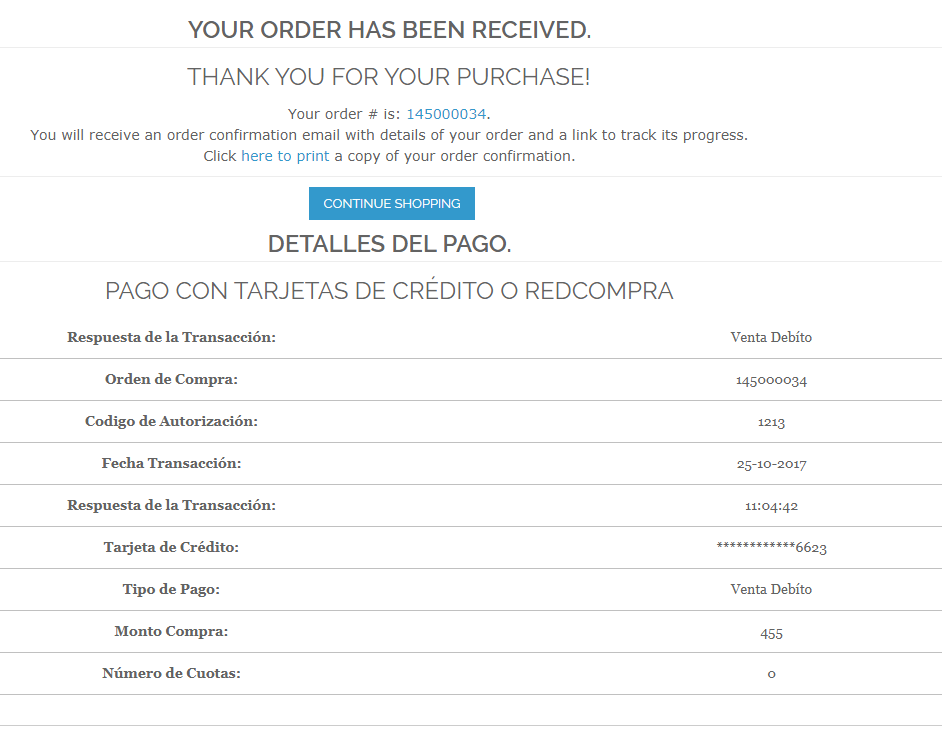 YOUR ORDER HAS BEEN RECEIVED.
THANK YOU FOR YOUR PURCHASE!
Your order # is: 145000034.
You will receive an order confirmation email with details of your order and a link to track its progress.
Click here to print a copy of your order confirmation.
CONTINUE SHOPPING
DETALLES DEL PAGO.
PAGO CON TARJETAS DE CRÉDITO O REDCOMPRA
Respuesta de la Transacción: Venta Debíto
Orden de Compra: 145000034
Codigo de Autorización: 1213
Fecha Transacción: 25-10-2017
Respuesta de la Transacción: 11:04:42
Tarjeta de Crédito: ************6623
Tipo de Pago: Venta Debíto
Monto Compra: 455
Número de Cuotas: 0